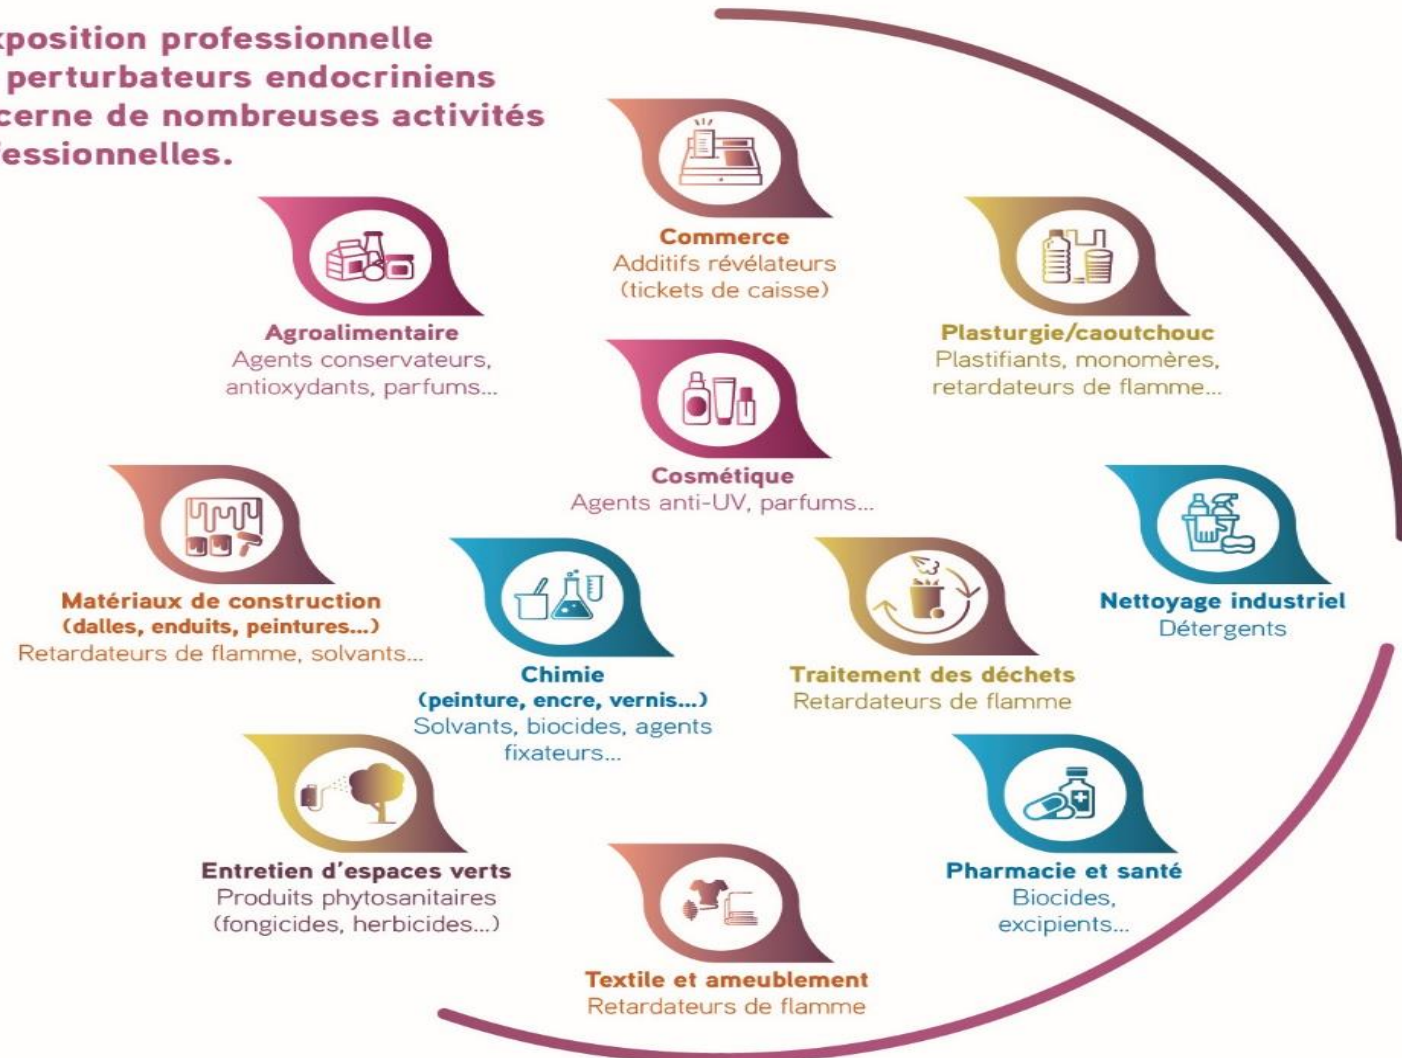 xposition professionnelle
perturbateurs endocriniens
cerne de nombreuses activités
fessionnelles.
Commerce
Additifs révélateurs
(tickets de caisse)
Agroalimentaire
Agents conservateurs,
antioxydants, parfums...
Plasturgie/caoutchouc
Plastifiants, monomères,
retardateurs de flamme...
Cosmétique
Agents anti-UV, parfums...
Matériaux de construction
(dalles, enduits, peintures...)
Retardateurs de flamme, solvants...
Chimie
(peinture, encre, vernis...)
Solvants, biocides, agents
fixateurs...
Traitement des déchets
Retardateurs de flamme
Nettoyage industriel
Détergents
Entretien d'espaces verts
Produits phytosanitaires
(fongicides, herbicides...)
Textile et ameublement
Retardateurs de flamme
Pharmacie et santé
Biocides,
excipients...